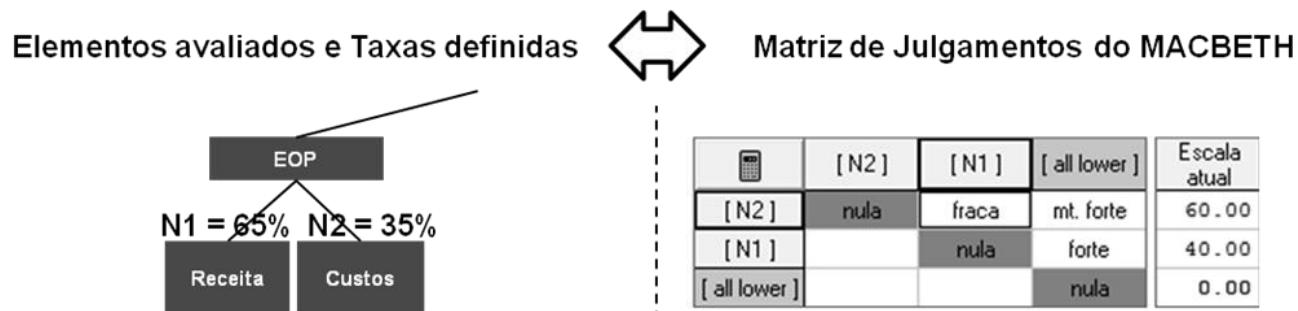 Elementos avaliados e Taxas definidas
Matriz de Julgamentos do MACBETH
EOP
N1 = 65% N2 = 35%
Receita Custos
[ N2 ] [ N1 ] [ all lower ] Escala atual
[ N2 ] nula fraca mt. forte 60.00
[ N1 ] nula forte 40.00
[ all lower ] nula 0.00